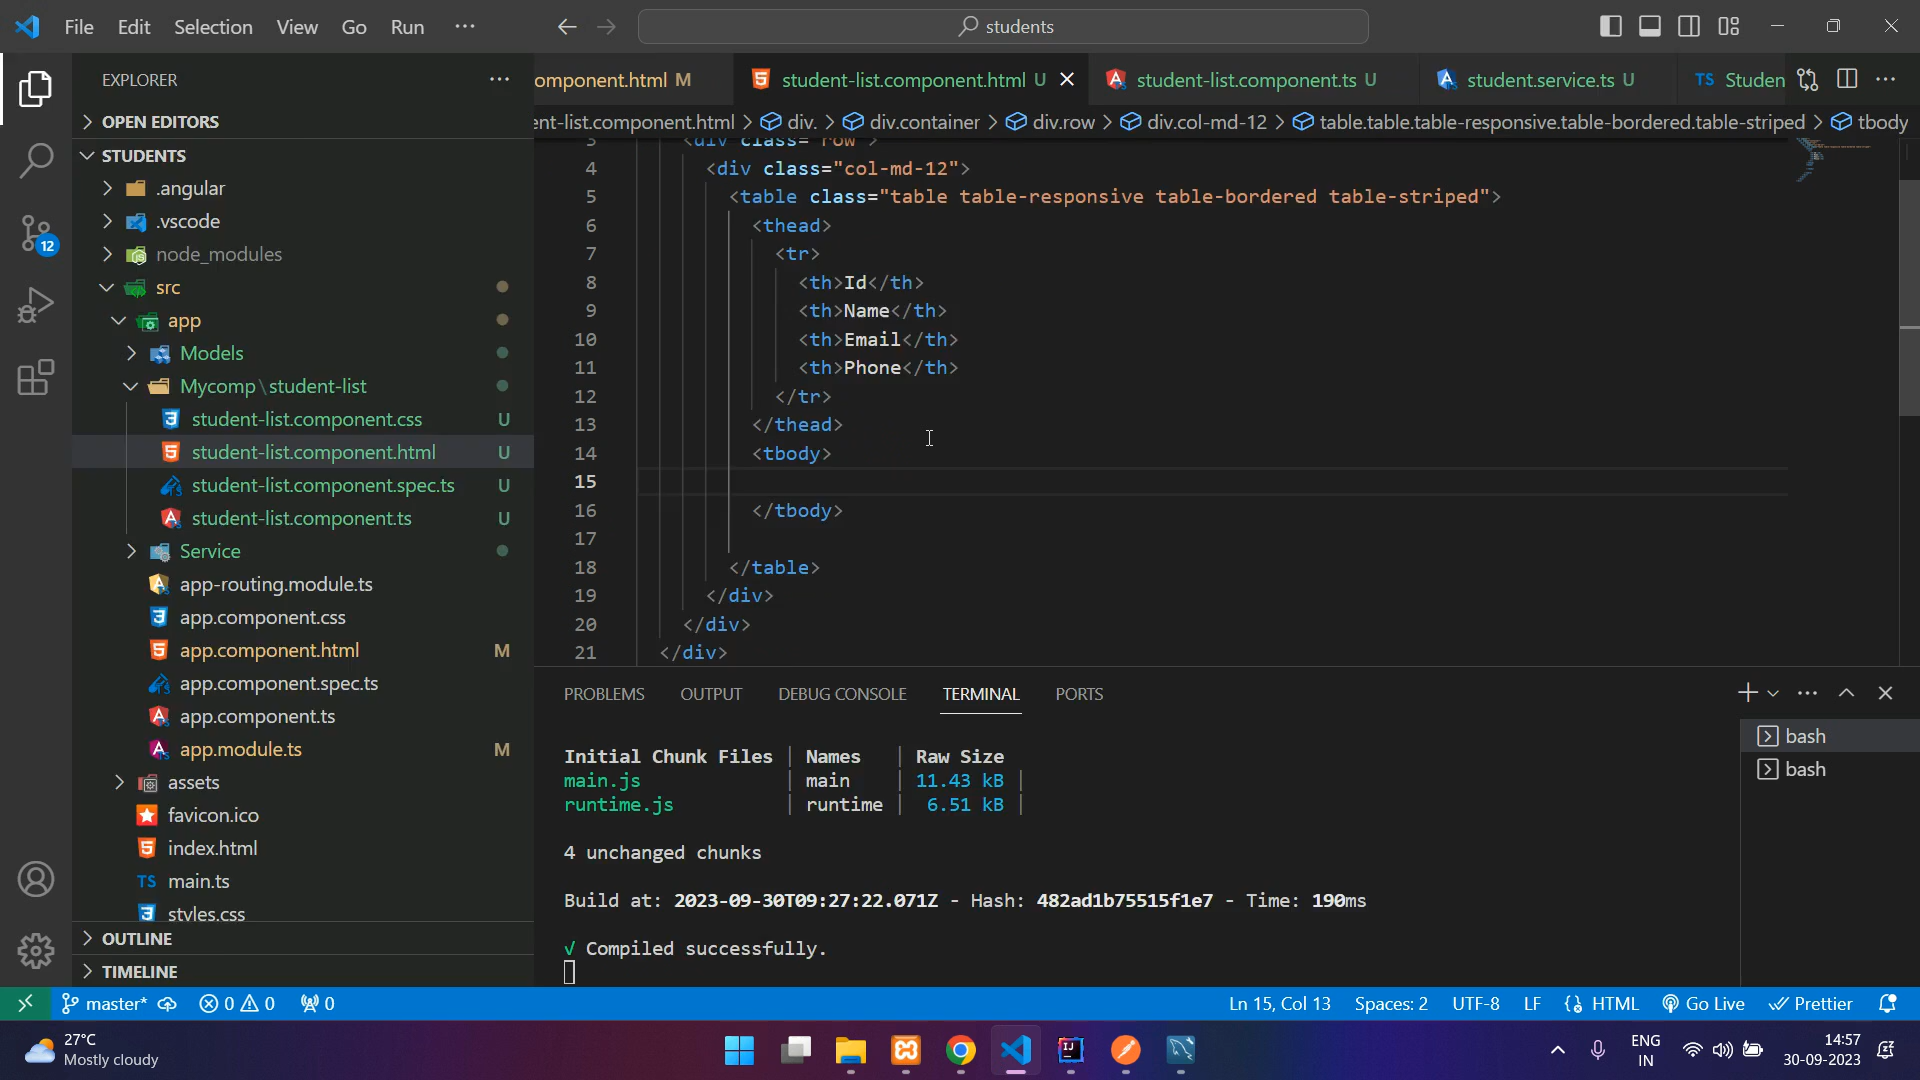 File Edit Selection View Go Run ···
students
EXPLORER ···
OPEN EDITORS
STUDENTS
.angular
.vscode
node_modules
src
app
Models
Mycomp\student-list
student-list.component.css U
student-list.component.html U
student-list.component.spec.ts U
student-list.component.ts U
Service
app-routing.module.ts
app.component.css
app.component.html M
app.component.spec.ts
app.component.ts
app.module.ts M
assets
favicon.ico
index.html
main.ts
styles.css
OUTLINE
TIMELINE
omponent.html M student-list.component.html U student-list.component.ts U student.service.ts U TS Studen
nt-list.component.html > div. > div.container > div.row > div.col-md-12 > table.table.table-responsive.table-bordered.table-striped > tbody
3 <div class="row">
4 <div class="col-md-12">
5 <table class="table table-responsive table-bordered table-striped">
6 <thead>
7 <tr>
8 <th>Id</th>
9 <th>Name</th>
10 <th>Email</th>
11 <th>Phone</th>
12 </tr>
13 </thead>
14 <tbody>
15
16 </tbody>
17
18 </table>
19 </div>
20 </div>
21 </div>
PROBLEMS OUTPUT DEBUG CONSOLE TERMINAL PORTS
Initial Chunk Files | Names | Raw Size
main.js | main | 11.43 kB |
runtime.js | runtime | 6.51 kB |
4 unchanged chunks
Build at: 2023-09-30T09:27:22.071Z - Hash: 482ad1b75515f1e7 - Time: 190ms
√ Compiled successfully.
bash
bash
12
master* 0 0 0 Ln 15, Col 13 Spaces: 2 UTF-8 LF HTML Go Live Prettier
27°C
Mostly cloudy
ENG
IN
14:57
30-09-2023